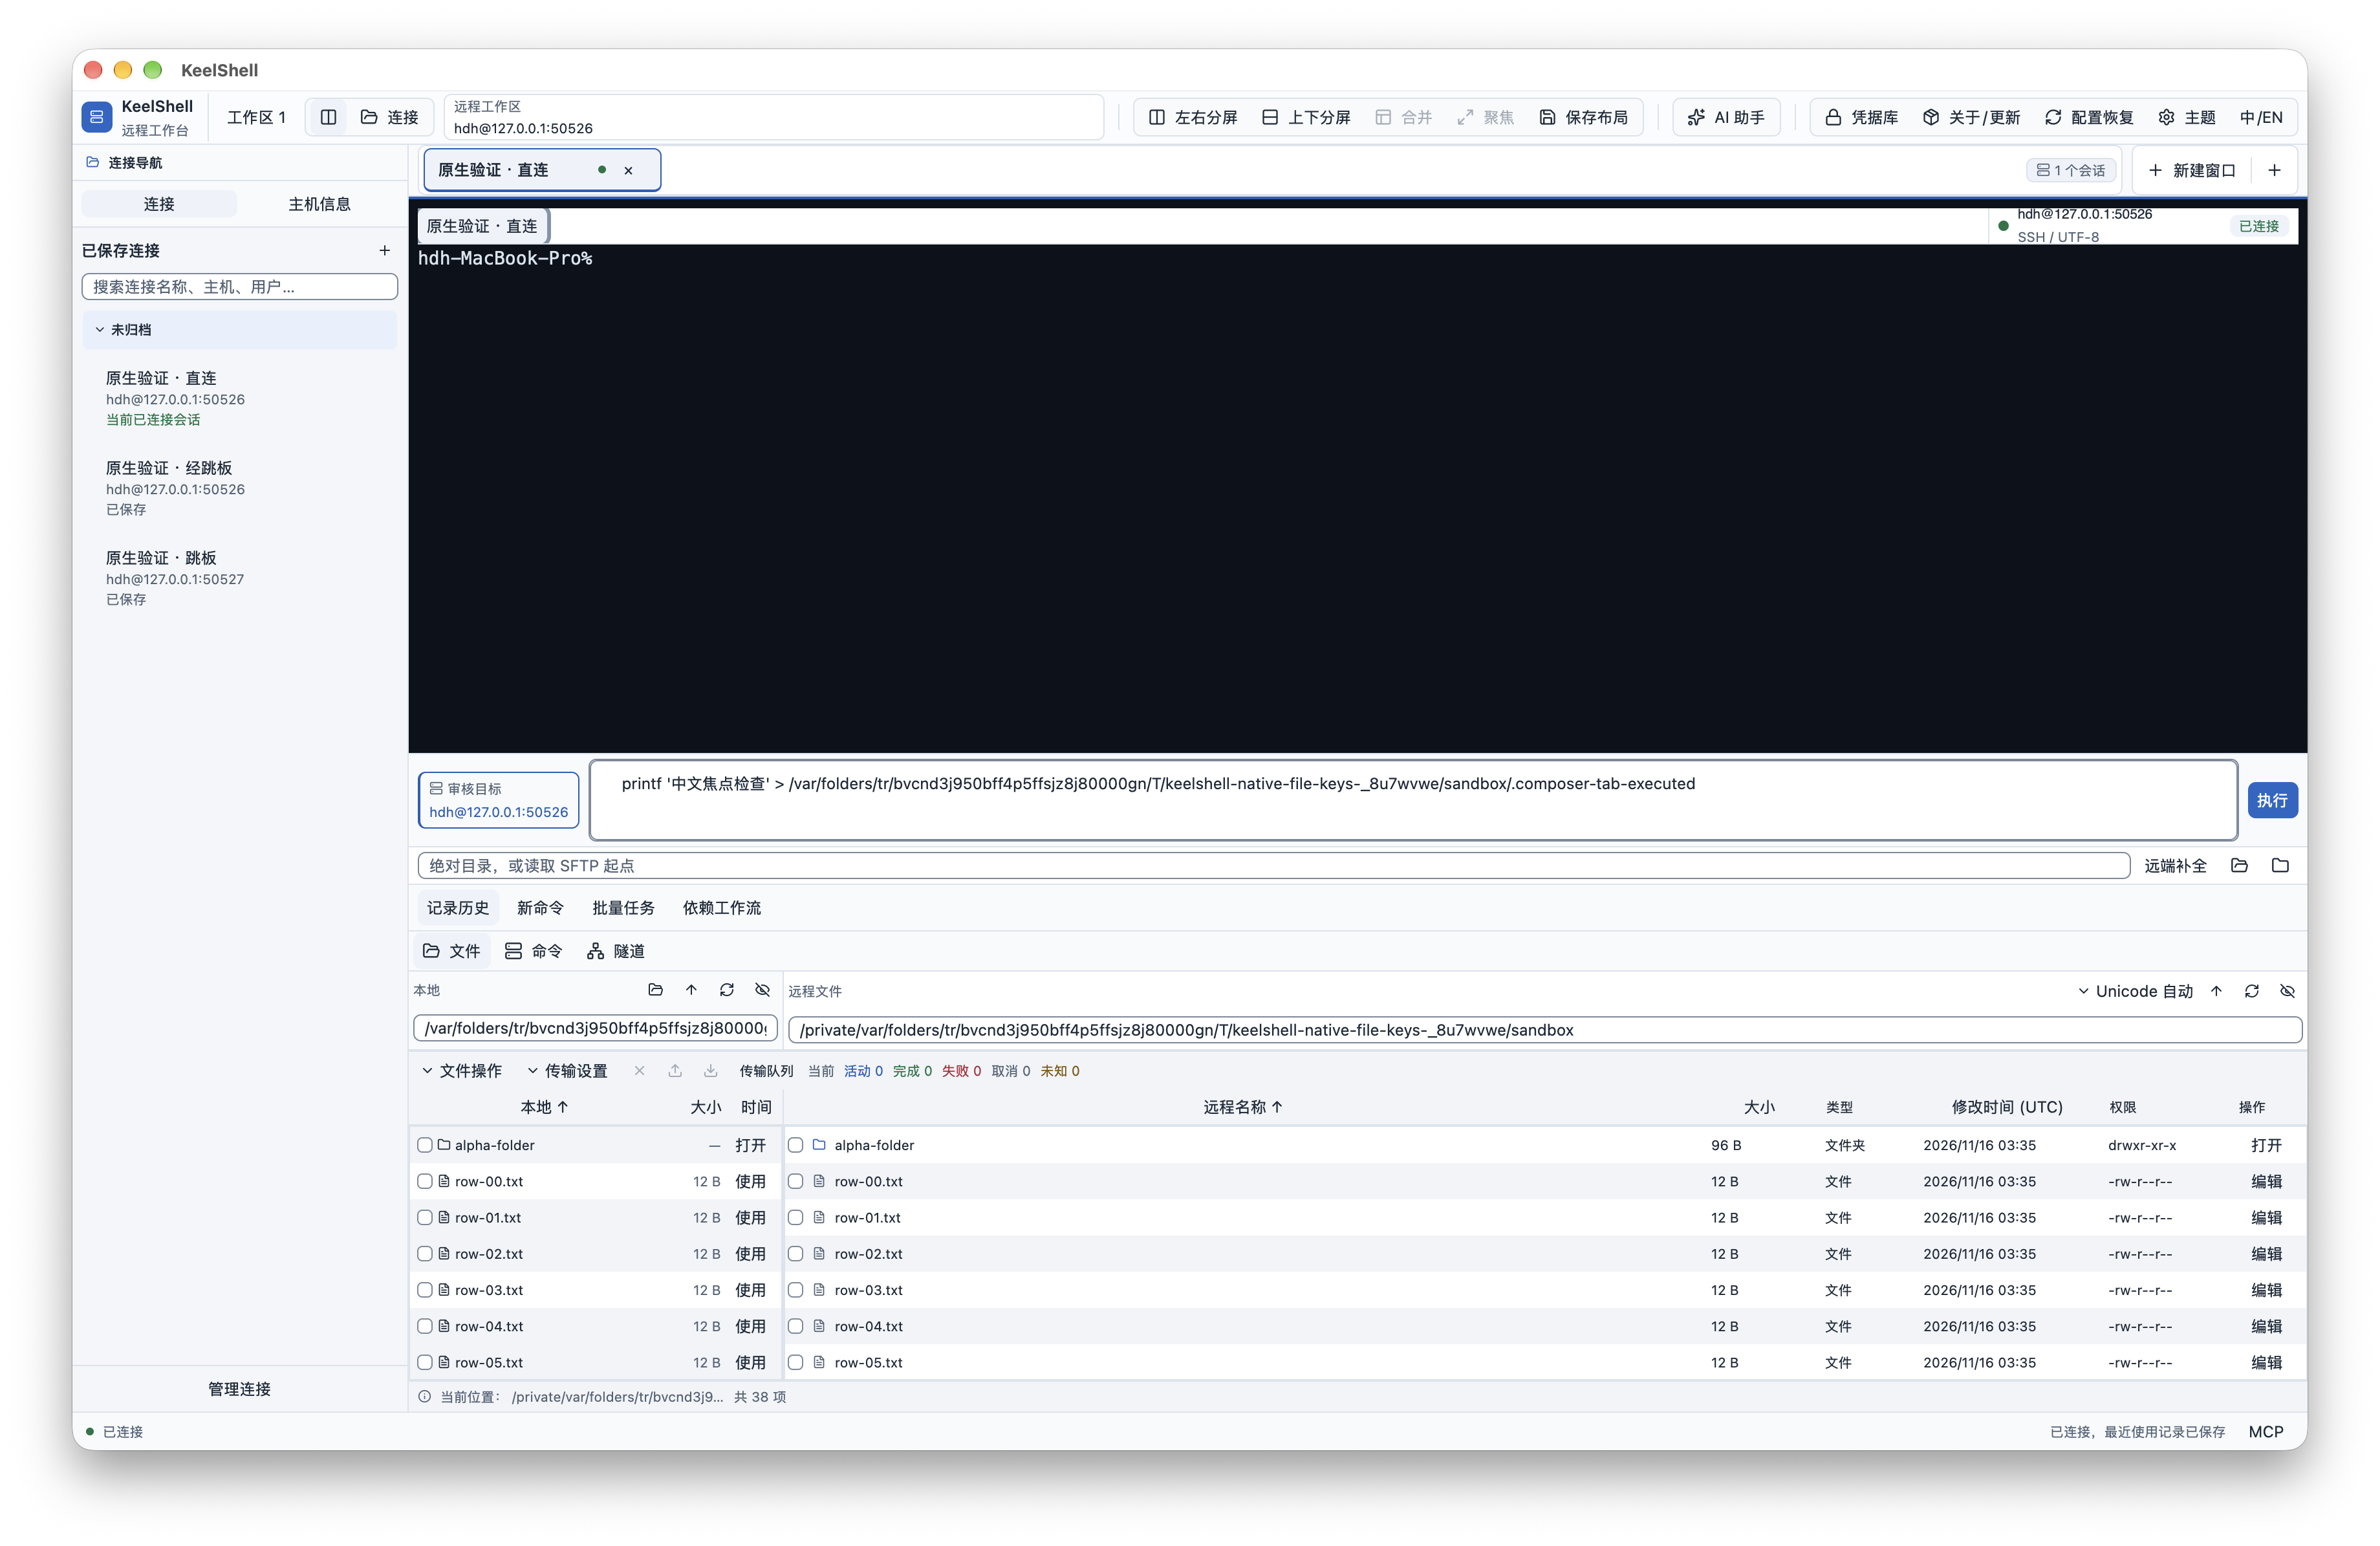 KeelShell
KeelShell
远程工作台
工作区 1
连接
远程工作区
hdh@127.0.0.1:50526
左右分屏
上下分屏
合并
聚焦
保存布局
AI 助手
凭据库
关于/更新
配置恢复
主题
中/EN
连接导航
连接
主机信息
已保存连接
搜索连接名称、主机、用户...
未归档
原生验证 · 直连
hdh@127.0.0.1:50526
当前已连接会话
原生验证 · 经跳板
hdh@127.0.0.1:50526
已保存
原生验证 · 跳板
hdh@127.0.0.1:50527
已保存
管理连接
原生验证 · 直连
1 个会话
新建窗口
原生验证 · 直连
hdh@127.0.0.1:50526
SSH / UTF-8
已连接
hdh-MacBook-Pro%
审核目标
hdh@127.0.0.1:50526
printf '中文焦点检查' > /var/folders/tr/bvcnd3j950bff4p5ffsjz8j80000gn/T/keelshell-native-file-keys-_8u7wvwe/sandbox/.composer-tab-executed
执行
绝对目录，或读取 SFTP 起点
远端补全
记录历史 新命令 批量任务 依赖工作流
文件 命令 隧道
本地
/var/folders/tr/bvcnd3j950bff4p5ffsjz8j80000g
远程文件
Unicode 自动
/private/var/folders/tr/bvcnd3j950bff4p5ffsjz8j80000gn/T/keelshell-native-file-keys-_8u7wvwe/sandbox
文件操作 传输设置 传输队列 当前 活动 0 完成 0 失败 0 取消 0 未知 0
本地 ↑ 大小 时间 远程名称 ↑ 大小 类型 修改时间 (UTC) 权限 操作
alpha-folder — 打开 alpha-folder 96 B 文件夹 2026/11/16 03:35 drwxr-xr-x 打开
row-00.txt 12 B 使用 row-00.txt 12 B 文件 2026/11/16 03:35 -rw-r--r-- 编辑
row-01.txt 12 B 使用 row-01.txt 12 B 文件 2026/11/16 03:35 -rw-r--r-- 编辑
row-02.txt 12 B 使用 row-02.txt 12 B 文件 2026/11/16 03:35 -rw-r--r-- 编辑
row-03.txt 12 B 使用 row-03.txt 12 B 文件 2026/11/16 03:35 -rw-r--r-- 编辑
row-04.txt 12 B 使用 row-04.txt 12 B 文件 2026/11/16 03:35 -rw-r--r-- 编辑
row-05.txt 12 B 使用 row-05.txt 12 B 文件 2026/11/16 03:35 -rw-r--r-- 编辑
当前位置： /private/var/folders/tr/bvcnd3j9... 共 38 项
已连接
已连接，最近使用记录已保存 MCP